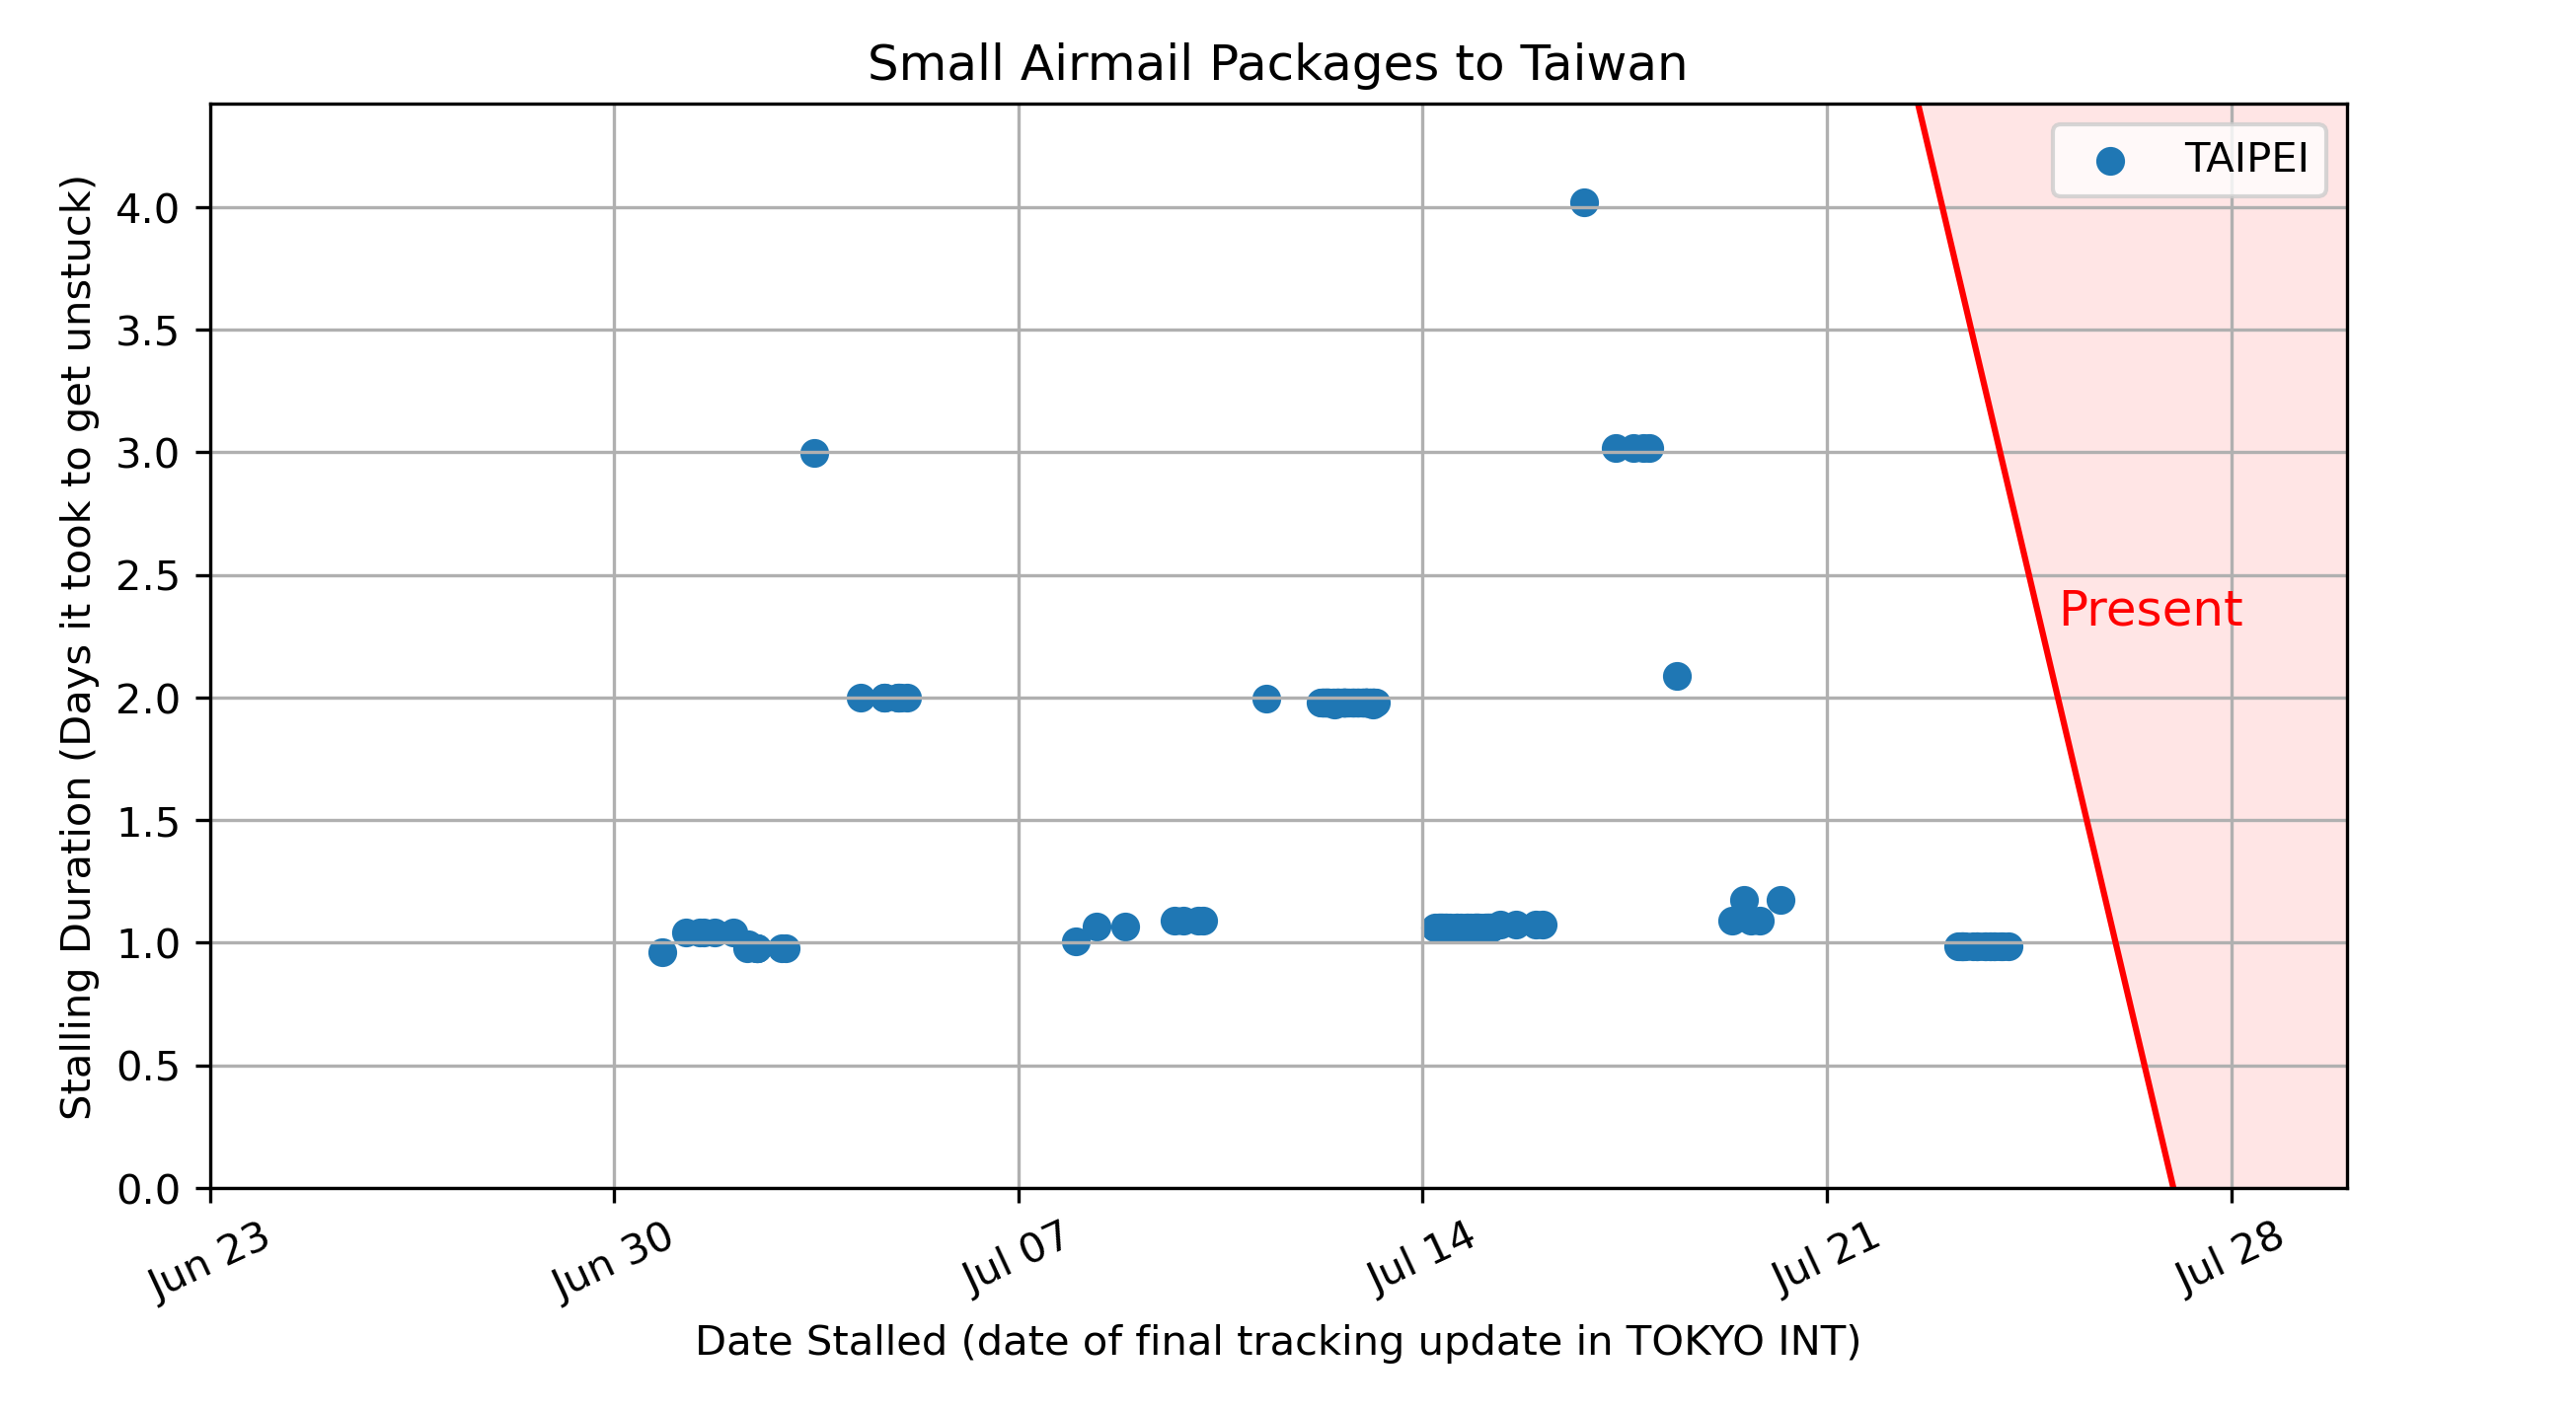 Small Airmail Packages to Taiwan
TAIPEI
Stalling Duration (Days it took to get unstuck)
4.0
3.5
3.0
2.5
2.0
1.5
1.0
0.5
0.0
Present
Jun 23
Jun 30
Jul 07
Jul 14
Jul 21
Jul 28
Date Stalled (date of final tracking update in TOKYO INT)